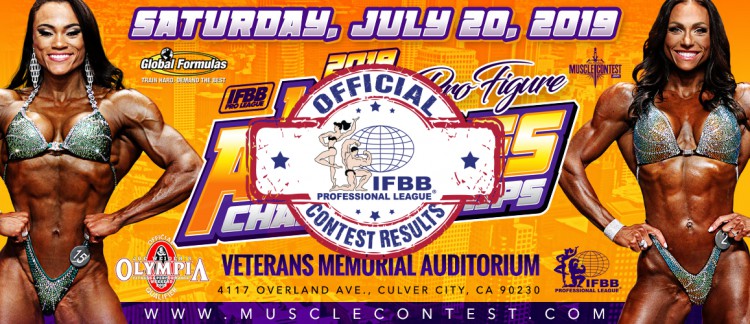 SATURDAY, JULY 20, 2019
Global Formulas
TRAIN HARD. DEMAND THE BEST
2019
IFBB
PRO LEAGUE
Pro Figure
MUSCLECONTEST
OFFICIAL
IFBB
PROFESSIONAL LEAGUE
CONTEST RESULTS
OLYMPIA
VETERANS MEMORIAL AUDITORIUM
4117 OVERLAND AVE., CULVER CITY, CA 90230
IFBB
PROFESSIONAL LEAGUE
15
2
WWW.MUSCLECONTEST.COM